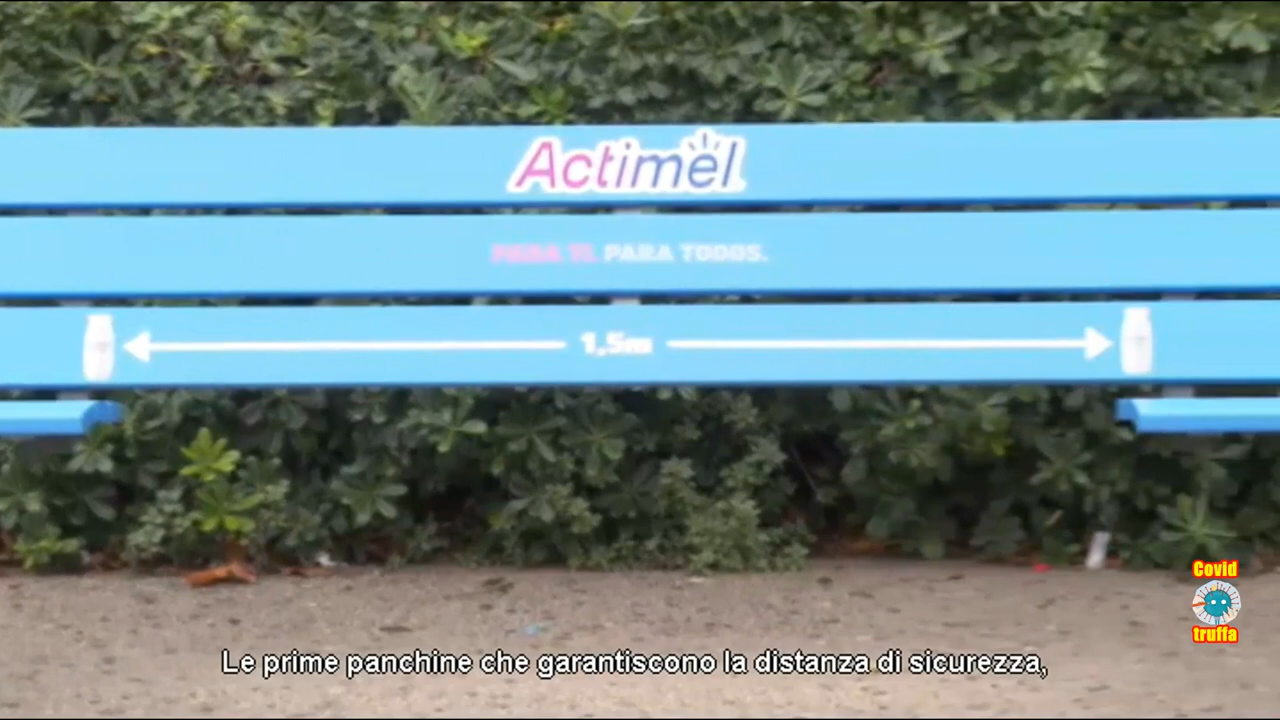 Actimel
PARA TI. PARA TODOS.
1,5m
Covid
truffa
Le prime panchine che garantiscono la distanza di sicurezza,